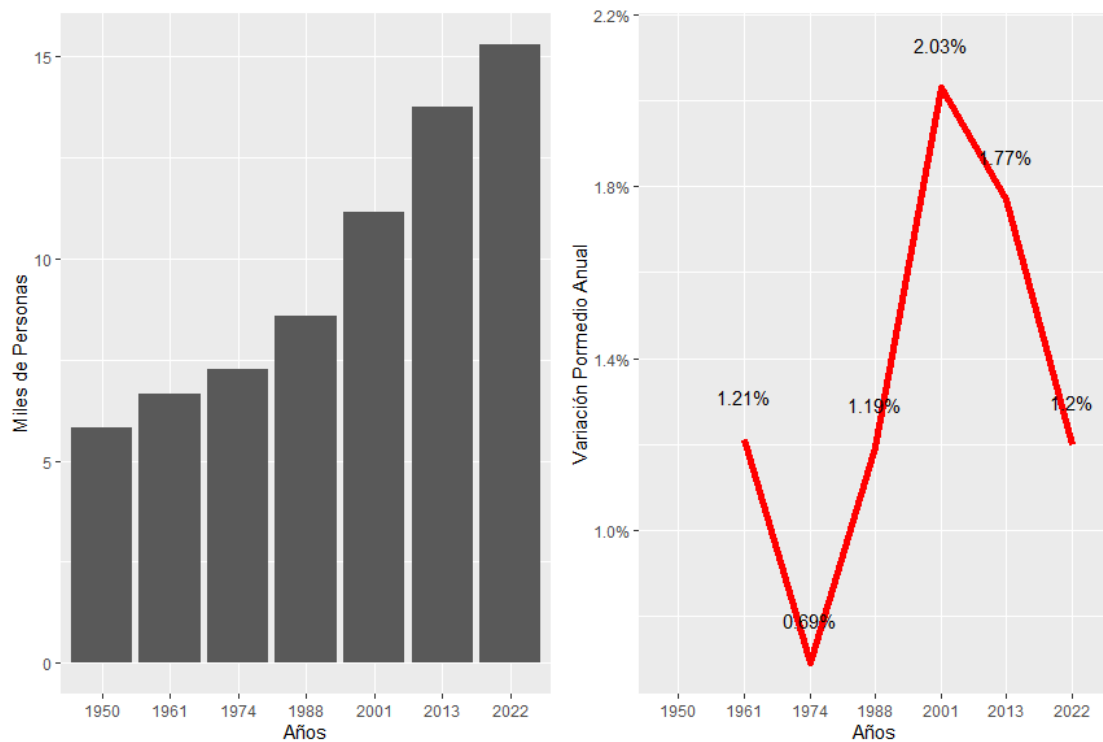 15
10
5
0
Miles de Personas
1950 1961 1974 1988 2001 2013 2022
Años
2.2%
1.8%
1.4%
1.0%
Variación Pormedio Anual
2.03%
1.77%
1.21%
1.19%
1.2%
0.69%
1950 1961 1974 1988 2001 2013 2022
Años